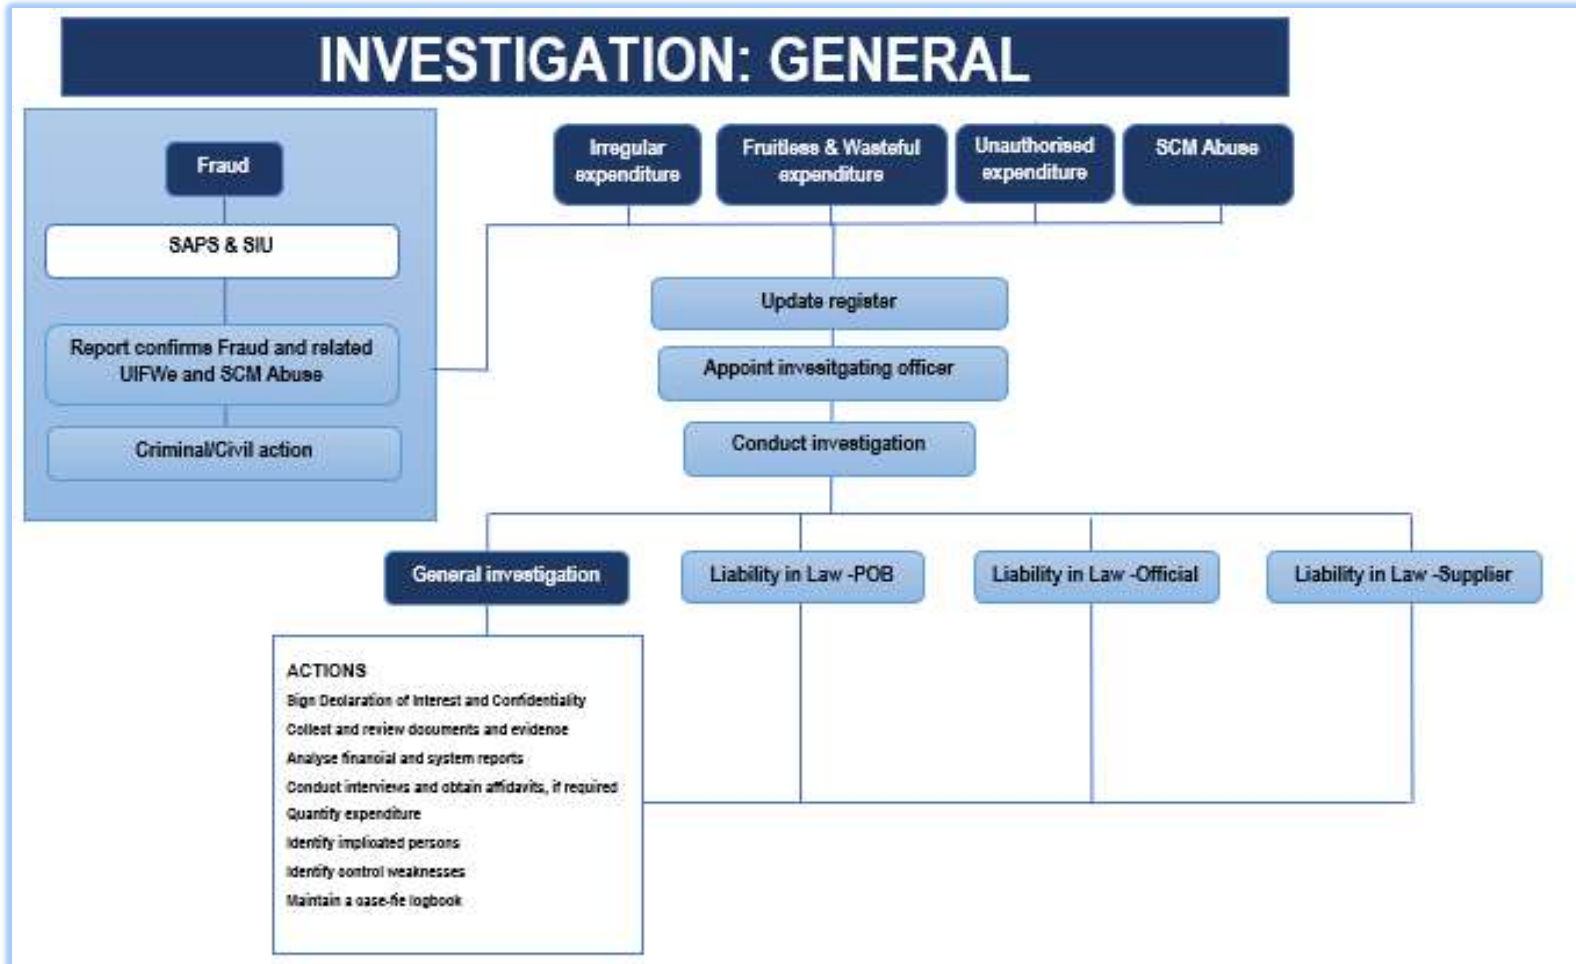 INVESTIGATION: GENERAL
Fraud
SAPS & SIU
Report confirms Fraud and related
UIFWe and SCM Abuse
Criminal/Civil action
Irregular
expenditure
Fruitless & Wasteful
expenditure
Unauthorised
expenditure
SCM Abuse
Update register
Appoint invesitgating officer
Conduct investigation
General investigation
Liability in Law -POB
Liability in Law -Official
Liability in Law -Supplier
ACTIONS
Sign Declaration of Interest and Confidentiality
Collect and review documents and evidence
Analyse financial and system reports
Conduct interviews and obtain affidavits, if required
Quantify expenditure
Identify implicated persons
Identify control weaknesses
Maintain a case-fie logbook